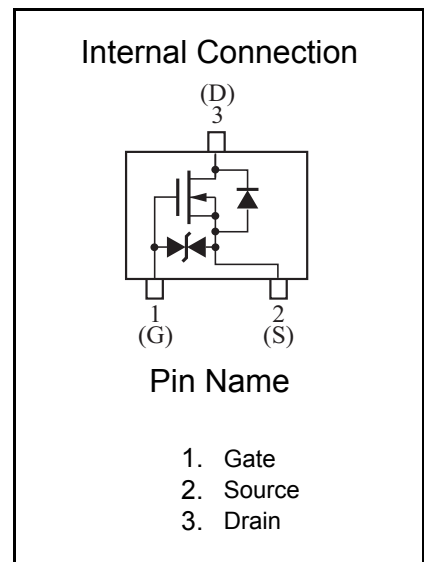 Internal Connection
(D)
3
1 2
(G) (S)
Pin Name
1. Gate
2. Source
3. Drain